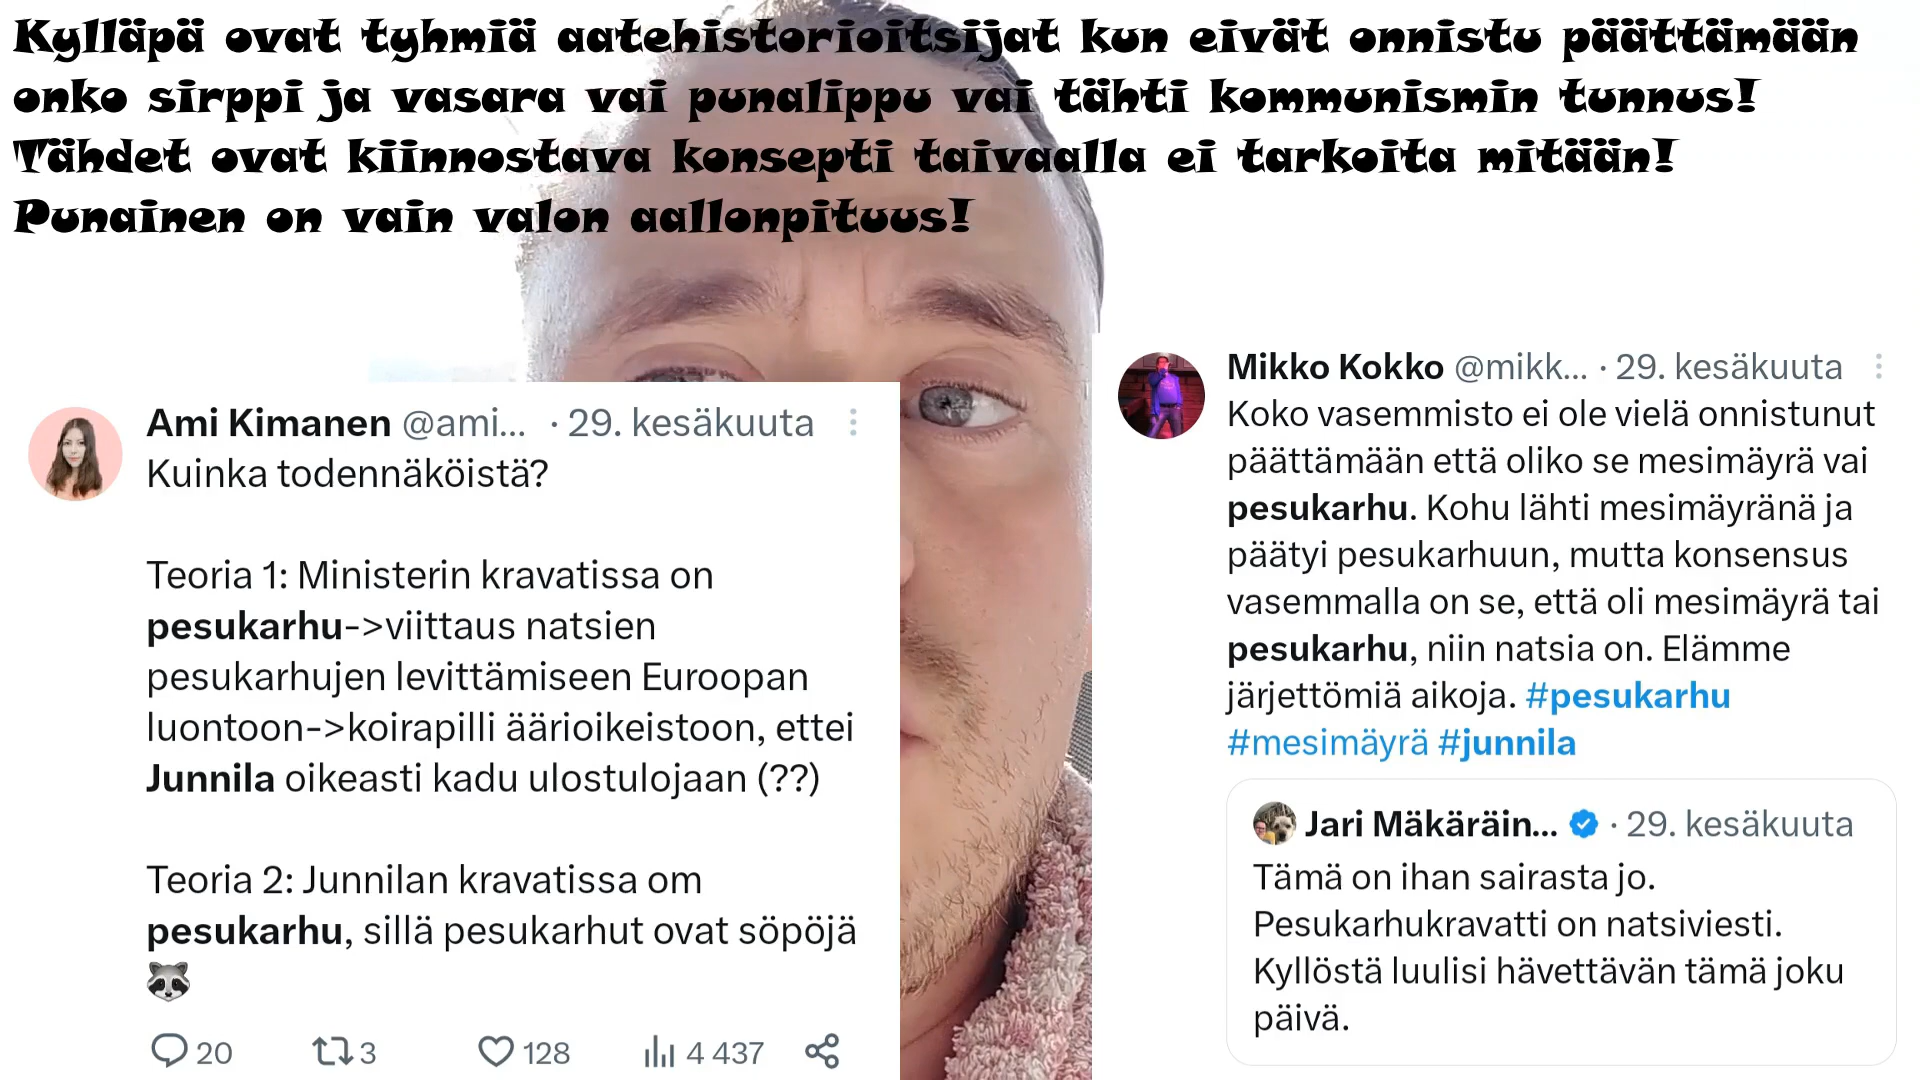 Kylläpä ovat tyhmiä aatehistorioitsijat kun eivät onnistu päättämään
onko sirppi ja vasara vai punalippu vai tähti kommunismin tunnus!
Tähdet ovat kiinnostava konsepti taivaalla ei tarkoita mitään!
Punainen on vain valon aallonpituus!
Ami Kimanen @ami... · 29. kesäkuuta
Kuinka todennäköistä?
Teoria 1: Ministerin kravatissa on
pesukarhu->viittaus natsien
pesukarhujen levittämiseen Euroopan
luontoon->koirapilli äärioikeistoon, ettei
Junnila oikeasti kadu ulostulojaan (??)
Teoria 2: Junnilan kravatissa om
pesukarhu, sillä pesukarhut ovat söpöjä
🦝
20 3 128 4 437
Mikko Kokko @mikk... · 29. kesäkuuta
Koko vasemmisto ei ole vielä onnistunut
päättämään että oliko se mesimäyrä vai
pesukarhu. Kohu lähti mesimäyränä ja
päätyi pesukarhuun, mutta konsensus
vasemmalla on se, että oli mesimäyrä tai
pesukarhu, niin natsia on. Elämme
järjettömiä aikoja. #pesukarhu
#mesimäyrä #junnila
Jari Mäkäräin... · 29. kesäkuuta
Tämä on ihan sairasta jo.
Pesukarhukravatti on natsiviesti.
Kyllöstä luulisi hävettävän tämä joku
päivä.